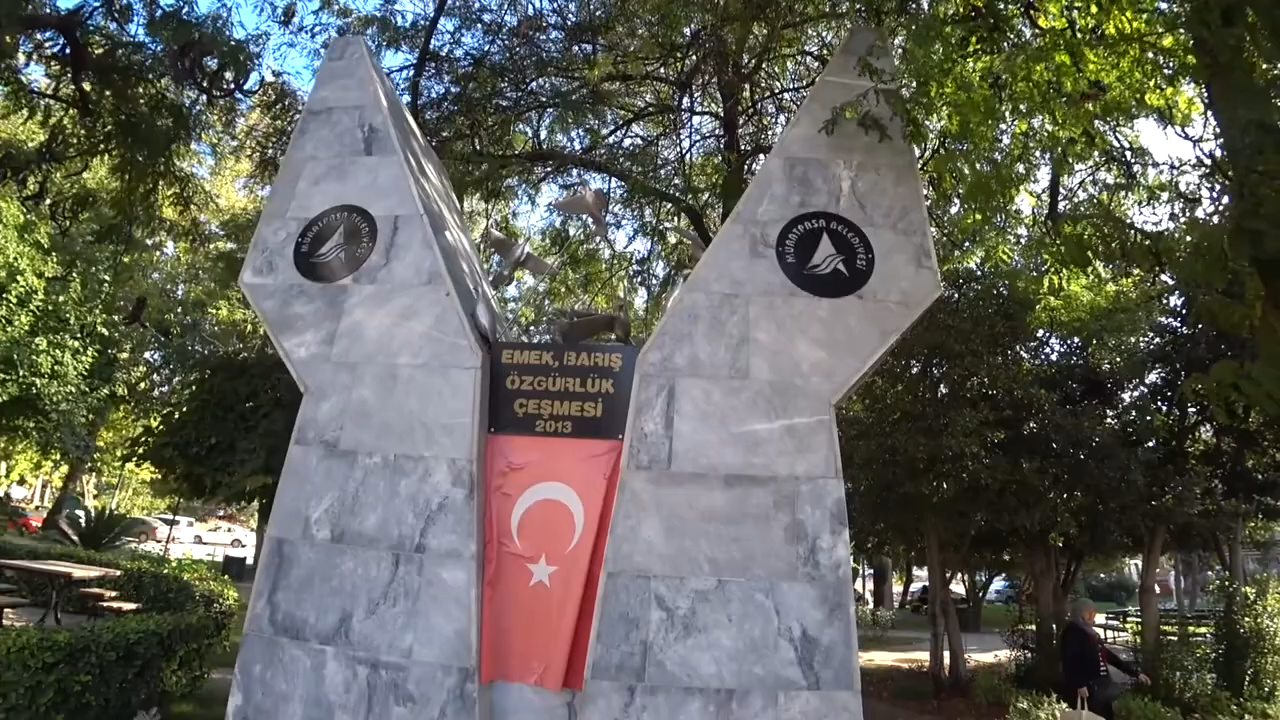 MURATPAŞA BELEDİYESİ
MURATPAŞA BELEDİYESİ
EMEK, BARIŞ
ÖZGÜRLÜK
ÇEŞMESİ
2013